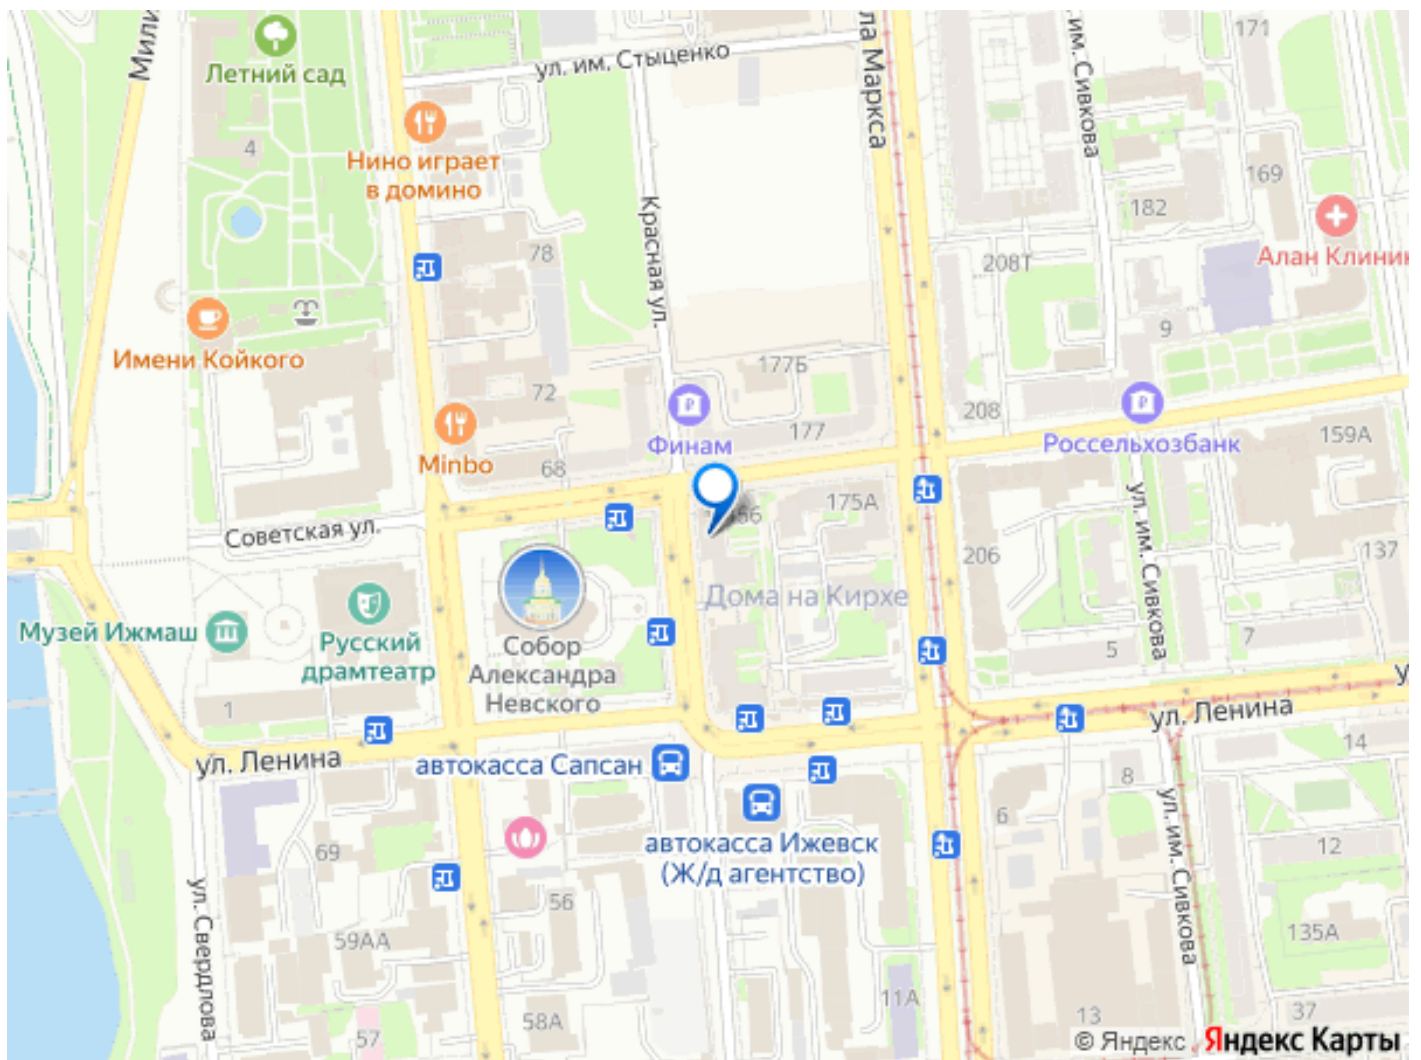 Мили
Летний сад
ул. им. Стыценко
ла Маркса
им. Сивкова
171
4
Нино играет
в домино
169
182
Алан Клиник
Красная ул.
78
208Т
9
Имени Койкого
177Б
72
208
Финам
177
Россельхозбанк
159А
Minbo
68
175А
Советская ул.
206
137
ул. им. Сивкова
Дома на Кирхе
Музей Ижмаш
Русский
драмтеатр
Собор
Александра
Невского
5
7
1
ул. Ленина
ул. Ленина
у
автокасса Сапсан
14
8
6
автокасса Ижевск
(Ж/д агентство)
69
12
ул. им. Сивкова
ул. Свердлова
56
59АА
135А
11А
58А
57
13
37
© Яндекс Яндекс Карты